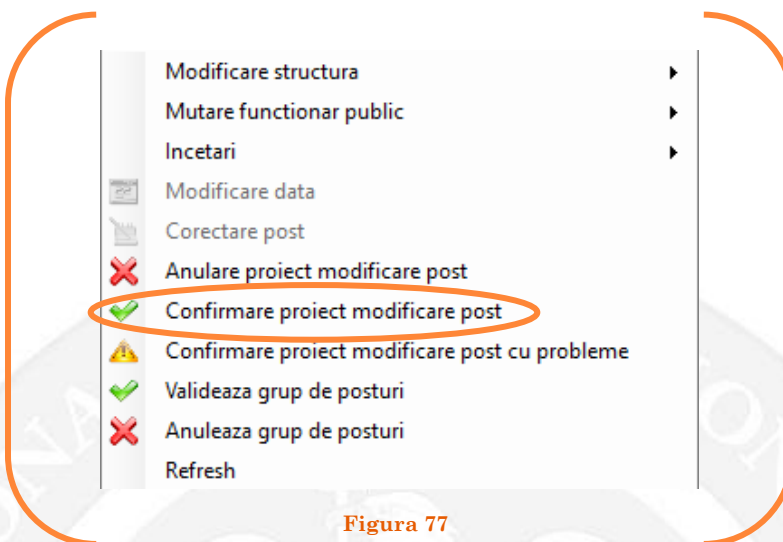 Modificare structura
Mutare functionar public
Incetari
Modificare data
Corectare post
Anulare proiect modificare post
Confirmare proiect modificare post
Confirmare proiect modificare post cu probleme
Valideaza grup de posturi
Anuleaza grup de posturi
Refresh
Figura 77